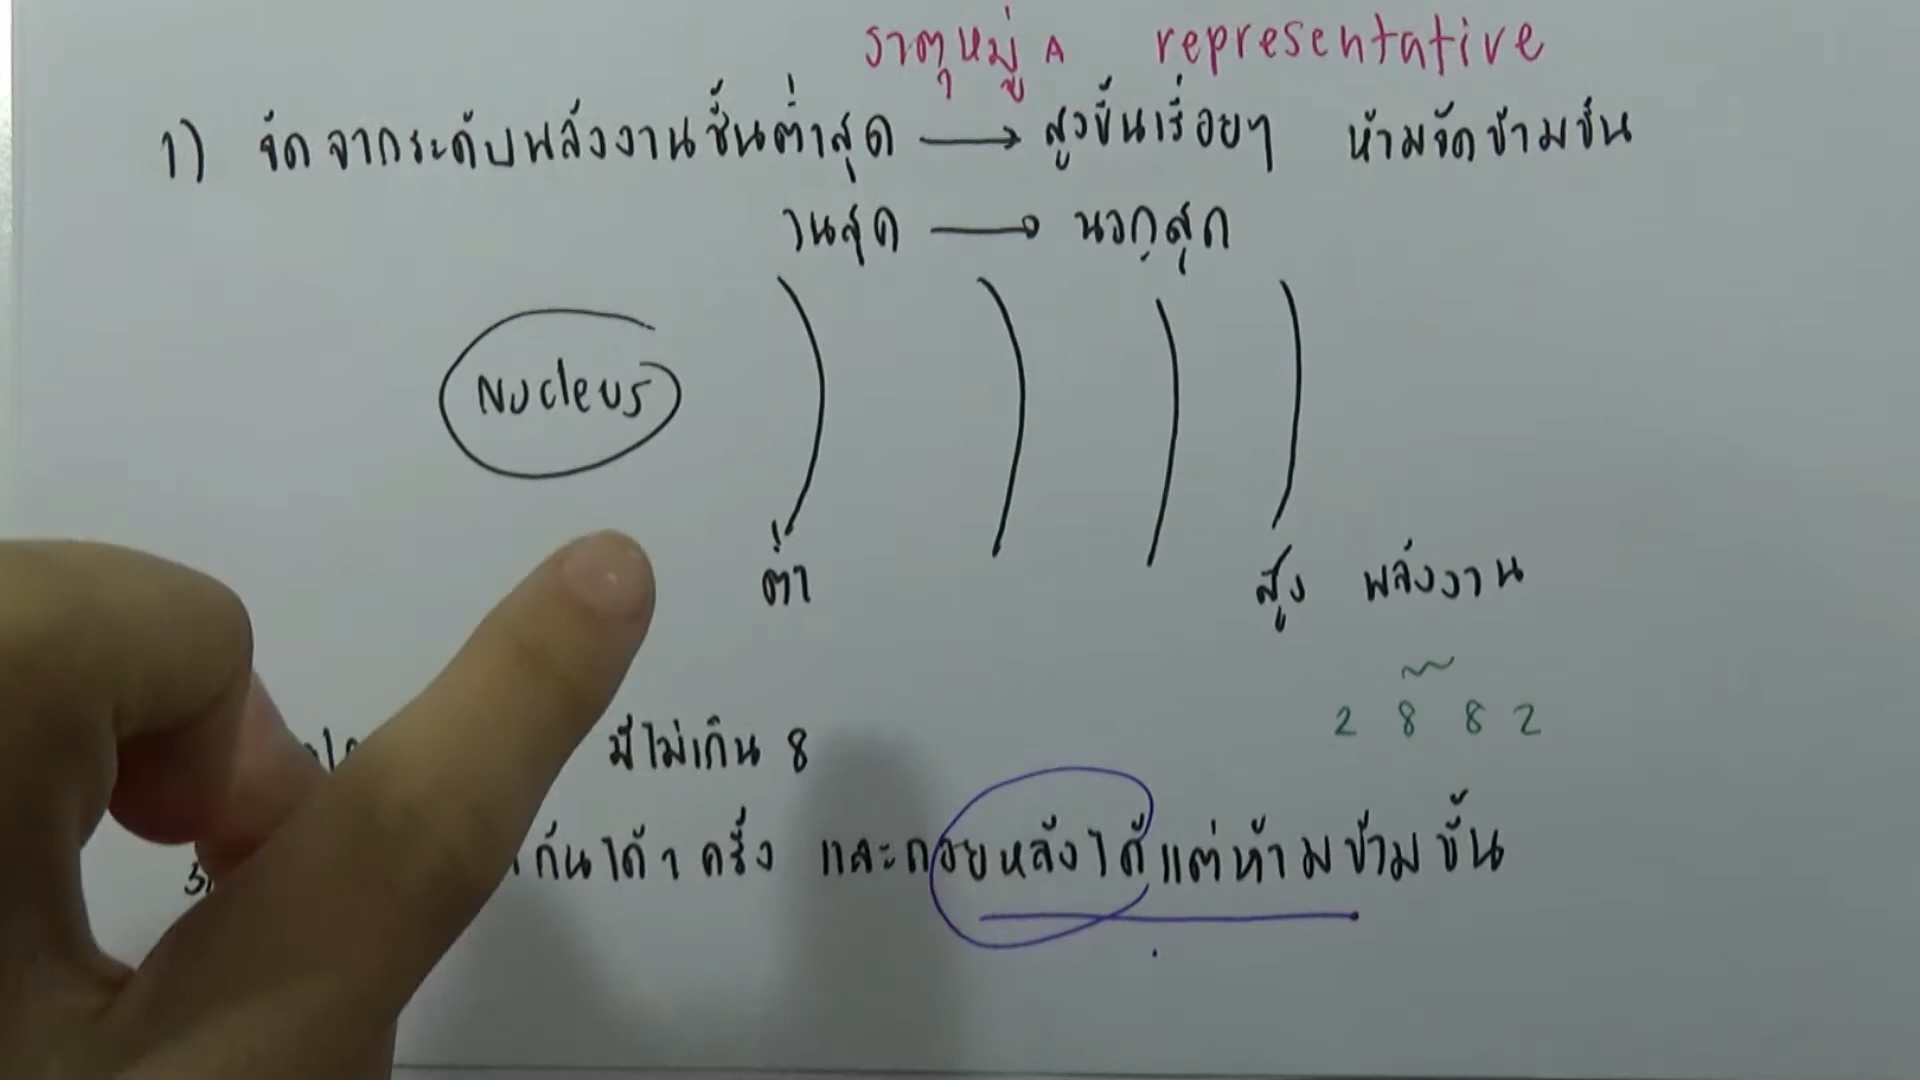 ธาตุหมู่ A representative
1) จัดจากระดับพลังงานชั้นต่ำสุด → สูงขึ้นเรื่อยๆ ห้ามจัดข้ามชั้น
ในสุด → นอกสุด
Nucleus
ต่ำ สูง พลังงาน
2 8 8 2
มีไม่เกิน 8
กันได้ 1 ครั้ง และถอยหลังได้ แต่ห้ามข้ามชั้น